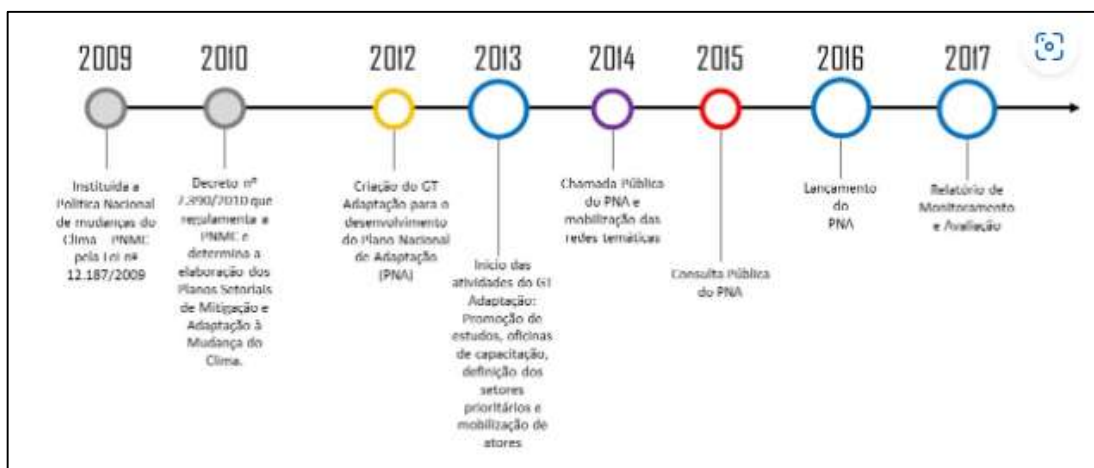 2009
2010
2012
2013
2014
2015
2016
2017
Instituída a
Política Nacional
de mudanças do
Clima - PNMC
pela Lei nº
12.187/2009
Decreto nº
7.390/2010 que
regulamenta a
PNMC e
determina a
elaboração dos
Planos Setoriais
de Mitigação e
Adaptação à
Mudança do
Clima.
Criação do GT
Adaptação para o
desenvolvimento
do Plano Nacional
de Adaptação
(PNA)
Início das
atividades do GT
Adaptação:
Promoção de
estudos, oficinas
de capacitação,
definição dos
setores
prioritários e
mobilização de
atores
Chamada Pública
do PNA e
mobilização das
redes temáticas
Consulta Pública
do PNA
Lançamento
do
PNA
Relatório de
Monitoramento
e Avaliação